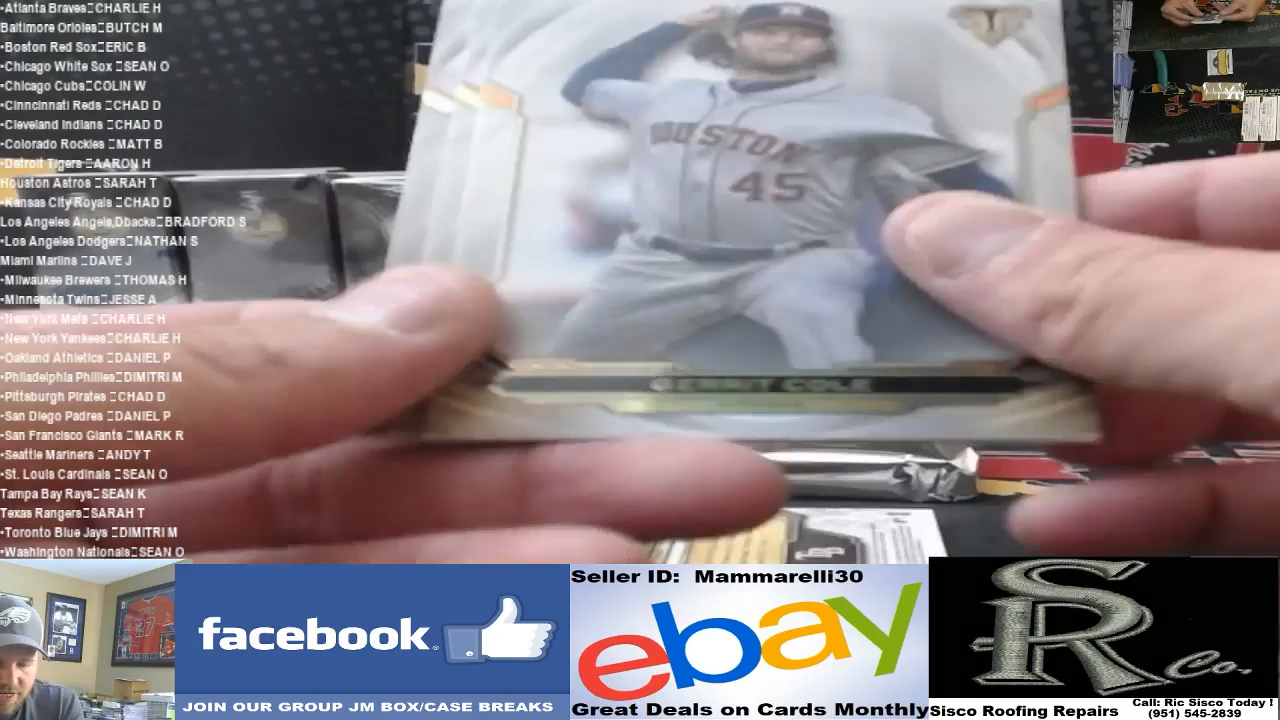 •Atlanta Braves CHARLIE H
Baltimore Orioles BUTCH M
•Boston Red Sox ERIC B
•Chicago White Sox SEAN O
•Chicago Cubs COLIN W
•Cinncinnati Reds CHAD D
•Cleveland Indians CHAD D
•Colorado Rockies MATT B
•Detroit Tigers AARON H
Houston Astros SARAH T
•Kansas City Royals CHAD D
Los Angeles Angels,Dbacks BRADFORD S
•Los Angeles Dodgers NATHAN S
Miami Marlins DAVE J
•Milwaukee Brewers THOMAS H
•Minnesota Twins JESSE A
•New York Mets CHARLIE H
•New York Yankees CHARLIE H
•Oakland Athletics DANIEL P
•Philadelphia Phillies DIMITRI M
•Pittsburgh Pirates CHAD D
•San Diego Padres DANIEL P
•San Francisco Giants MARK R
•Seattle Mariners ANDY T
•St. Louis Cardinals SEAN O
Tampa Bay Rays SEAN K
Texas Rangers SARAH T
•Toronto Blue Jays DIMITRI M
•Washington Nationals SEAN O
HOUSTON
45
GERRIT COLE
facebook
JOIN OUR GROUP JM BOX/CASE BREAKS
Seller ID: Mammarelli30
ebay
Great Deals on Cards Monthly
SR Co.
Sisco Roofing Repairs
Call: Ric Sisco Today !
(951) 545-2839